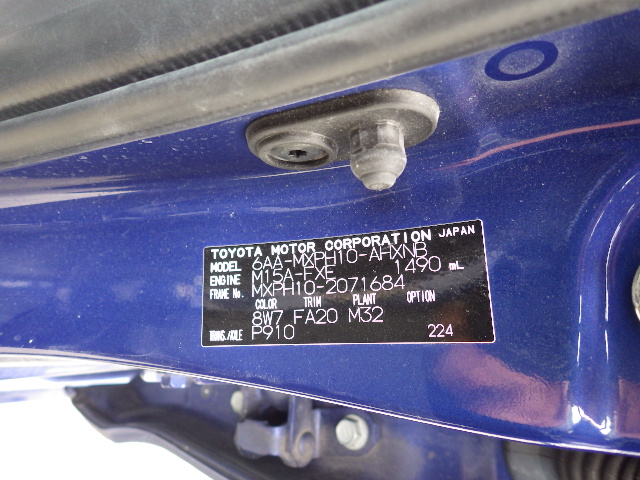 TOYOTA MOTOR CORPORATION JAPAN
MODEL 6AA-MXPH10-AHXNB
ENGINE M15A-FXE 1490 mL
FRAME No. MXPH10-2071684
COLOR TRIM PLANT OPTION
8W7 FA20 M32
TRANS./AXLE P910 224